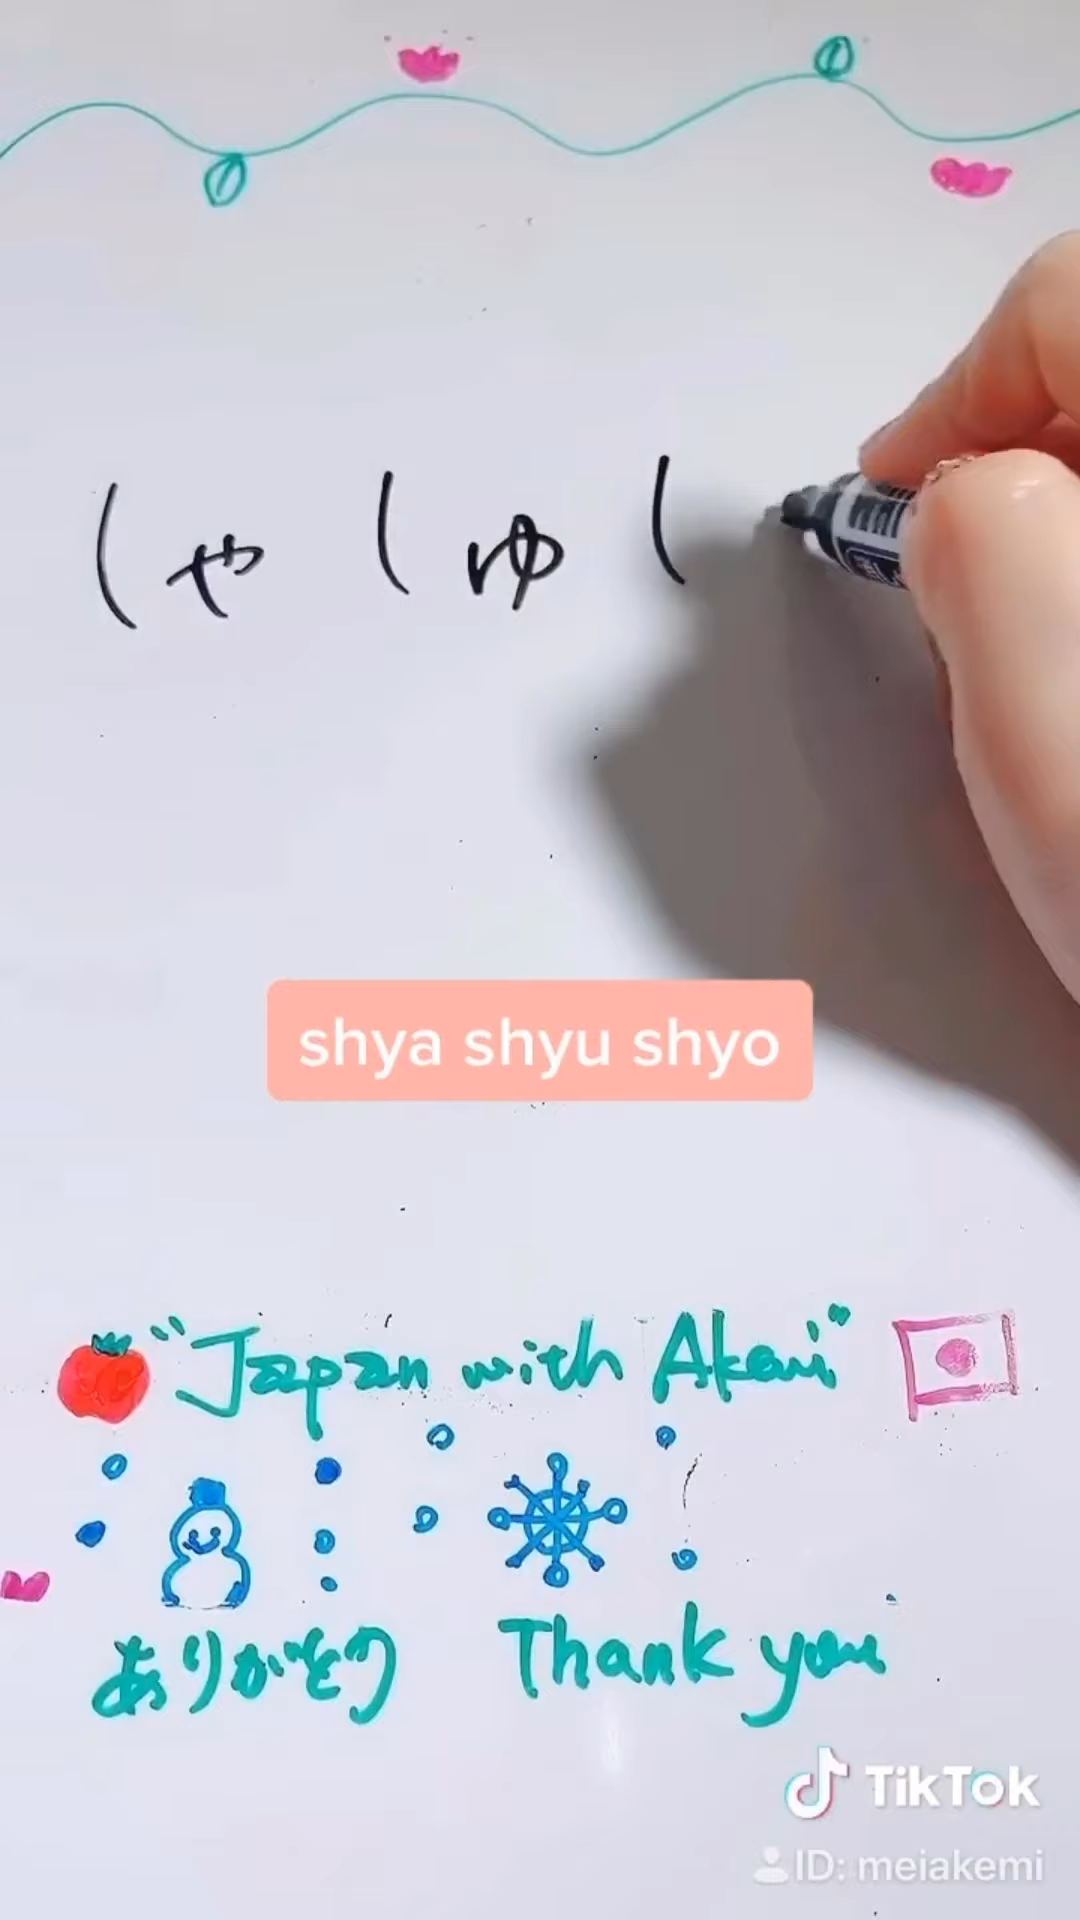 しゃ しゅ し
shya shyu shyo
"Japan with Akemi"
ありがとう Thank you
TikTok
ID: meiakemi